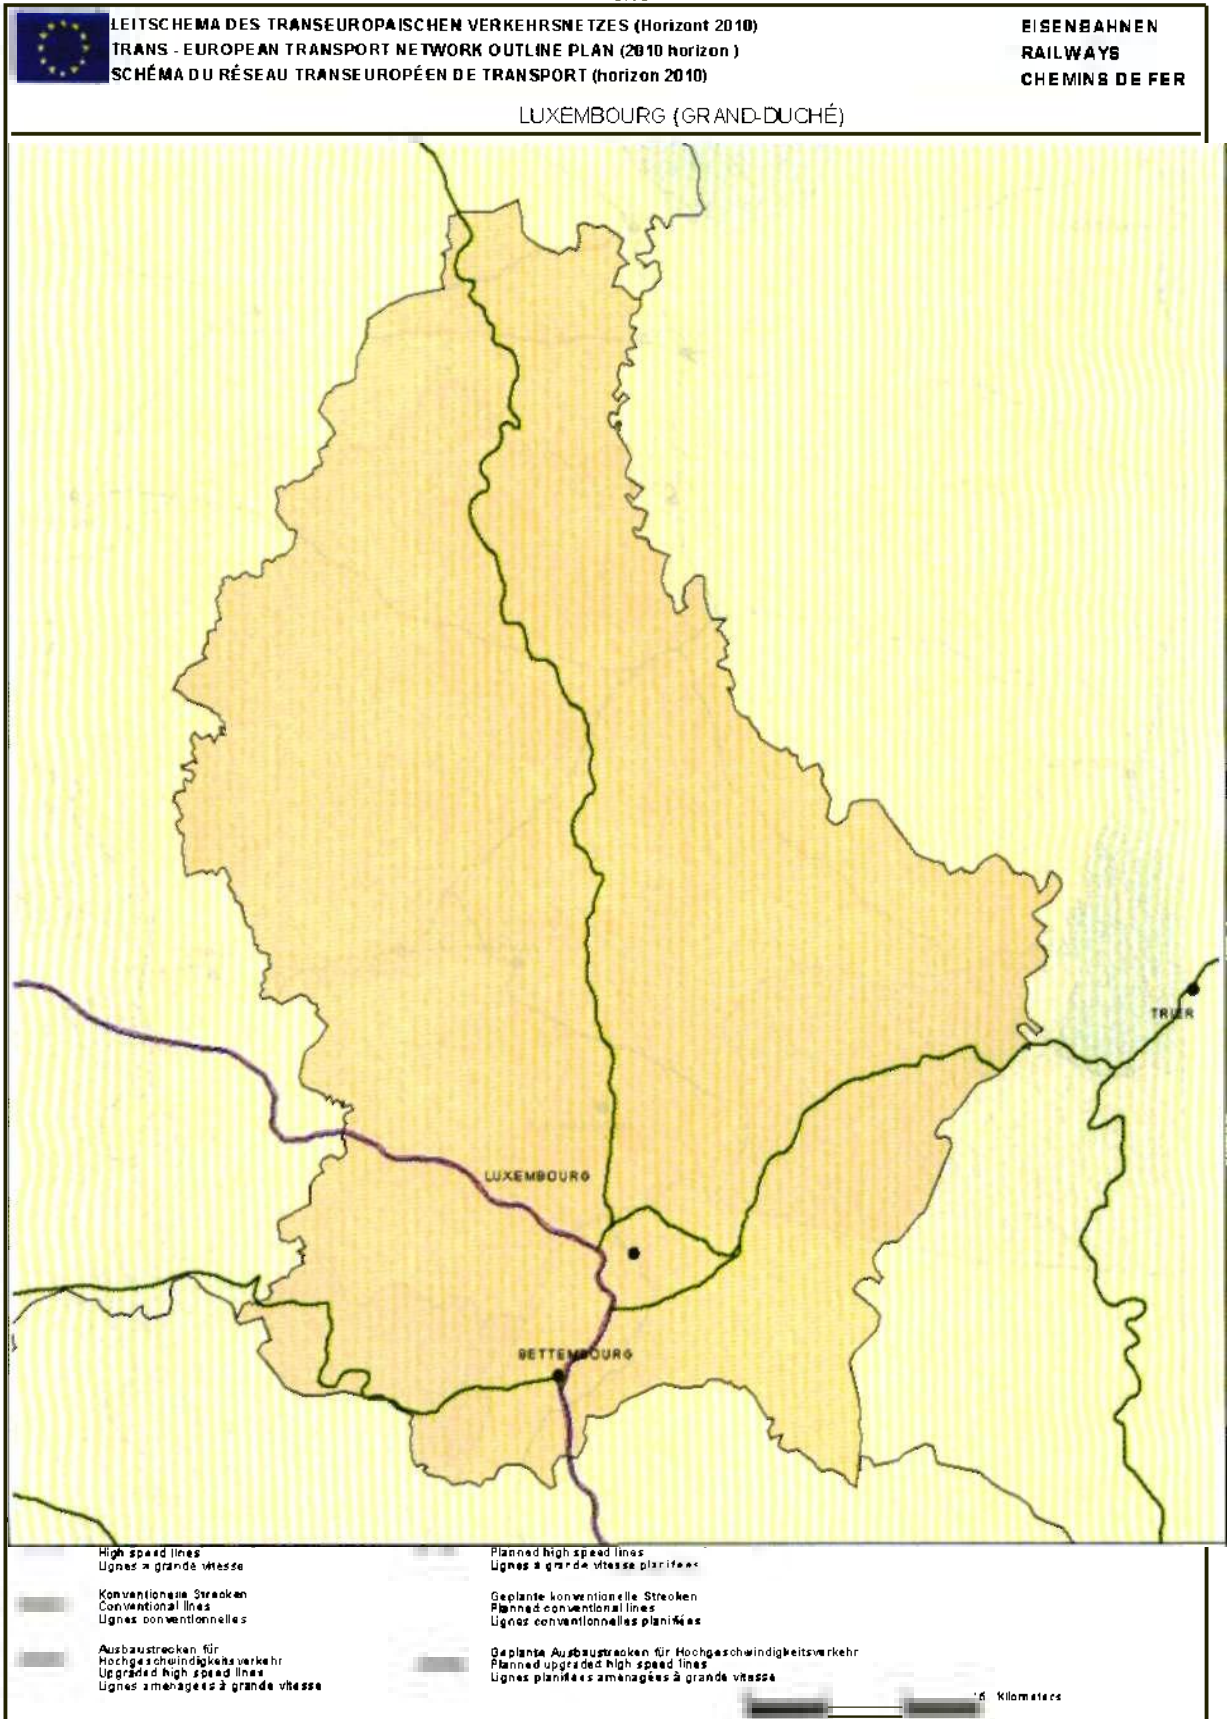 LEITSCHEMA DES TRANSEUROPAISCHEN VERKEHRSNETZES (Horizont 2010)
TRANS - EUROPEAN TRANSPORT NETWORK OUTLINE PLAN (2010 horizon )
SCHÉMA DU RÉSEAU TRANSEUROPÉEN DE TRANSPORT (horizon 2010)
EISENBAHNEN
RAILWAYS
CHEMINS DE FER
LUXEMBOURG (GRAND-DUCHÉ)
TRIER
LUXEMBOURG
BETTEMBOURG
High speed lines
Lignes a grande vitesse
Konventionelle Strecken
Conventional lines
Lignes conventionnelles
Ausbaustrecken für
Hochgeschwindigkeitsverkehr
Upgraded high speed lines
Lignes amenagées à grande vitesse
Planned high speed lines
Lignes à grande vitesse planifiées
Geplante konventionelle Strecken
Planned conventional lines
Lignes conventionnelles planifiées
Geplante Ausbaustrecken für Hochgeschwindigkeitsverkehr
Planned upgraded high speed lines
Lignes planifiées amenagées à grande vitesse
Kilometers